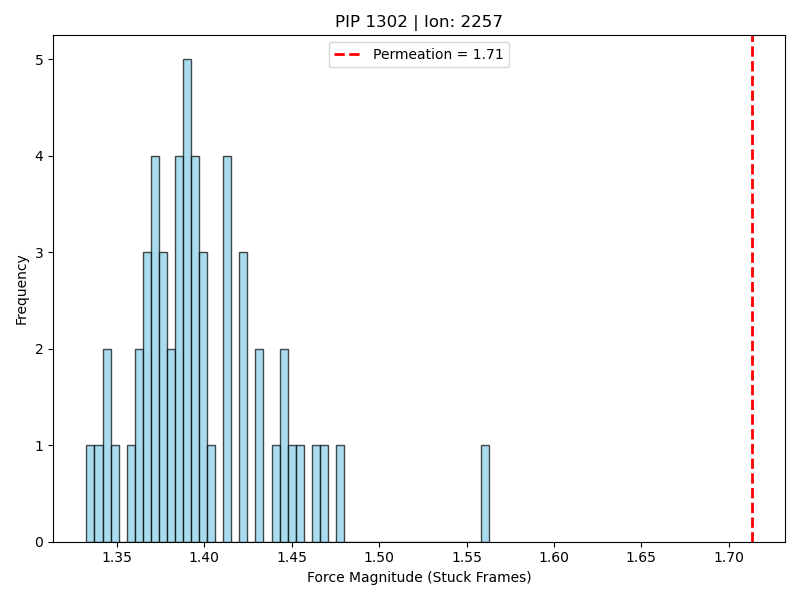 PIP 1302 | Ion: 2257
Permeation = 1.71
Frequency
5
4
3
2
1
0
1.35 1.40 1.45 1.50 1.55 1.60 1.65 1.70
Force Magnitude (Stuck Frames)